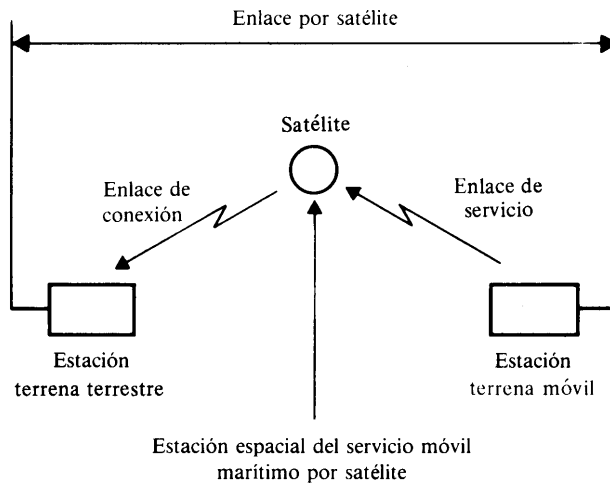 Enlace por satélite
Satélite
Enlace de
conexión
Enlace de
servicio
Estación
terrena terrestre
Estación
terrena móvil
Estación espacial del servicio móvil
marítimo por satélite